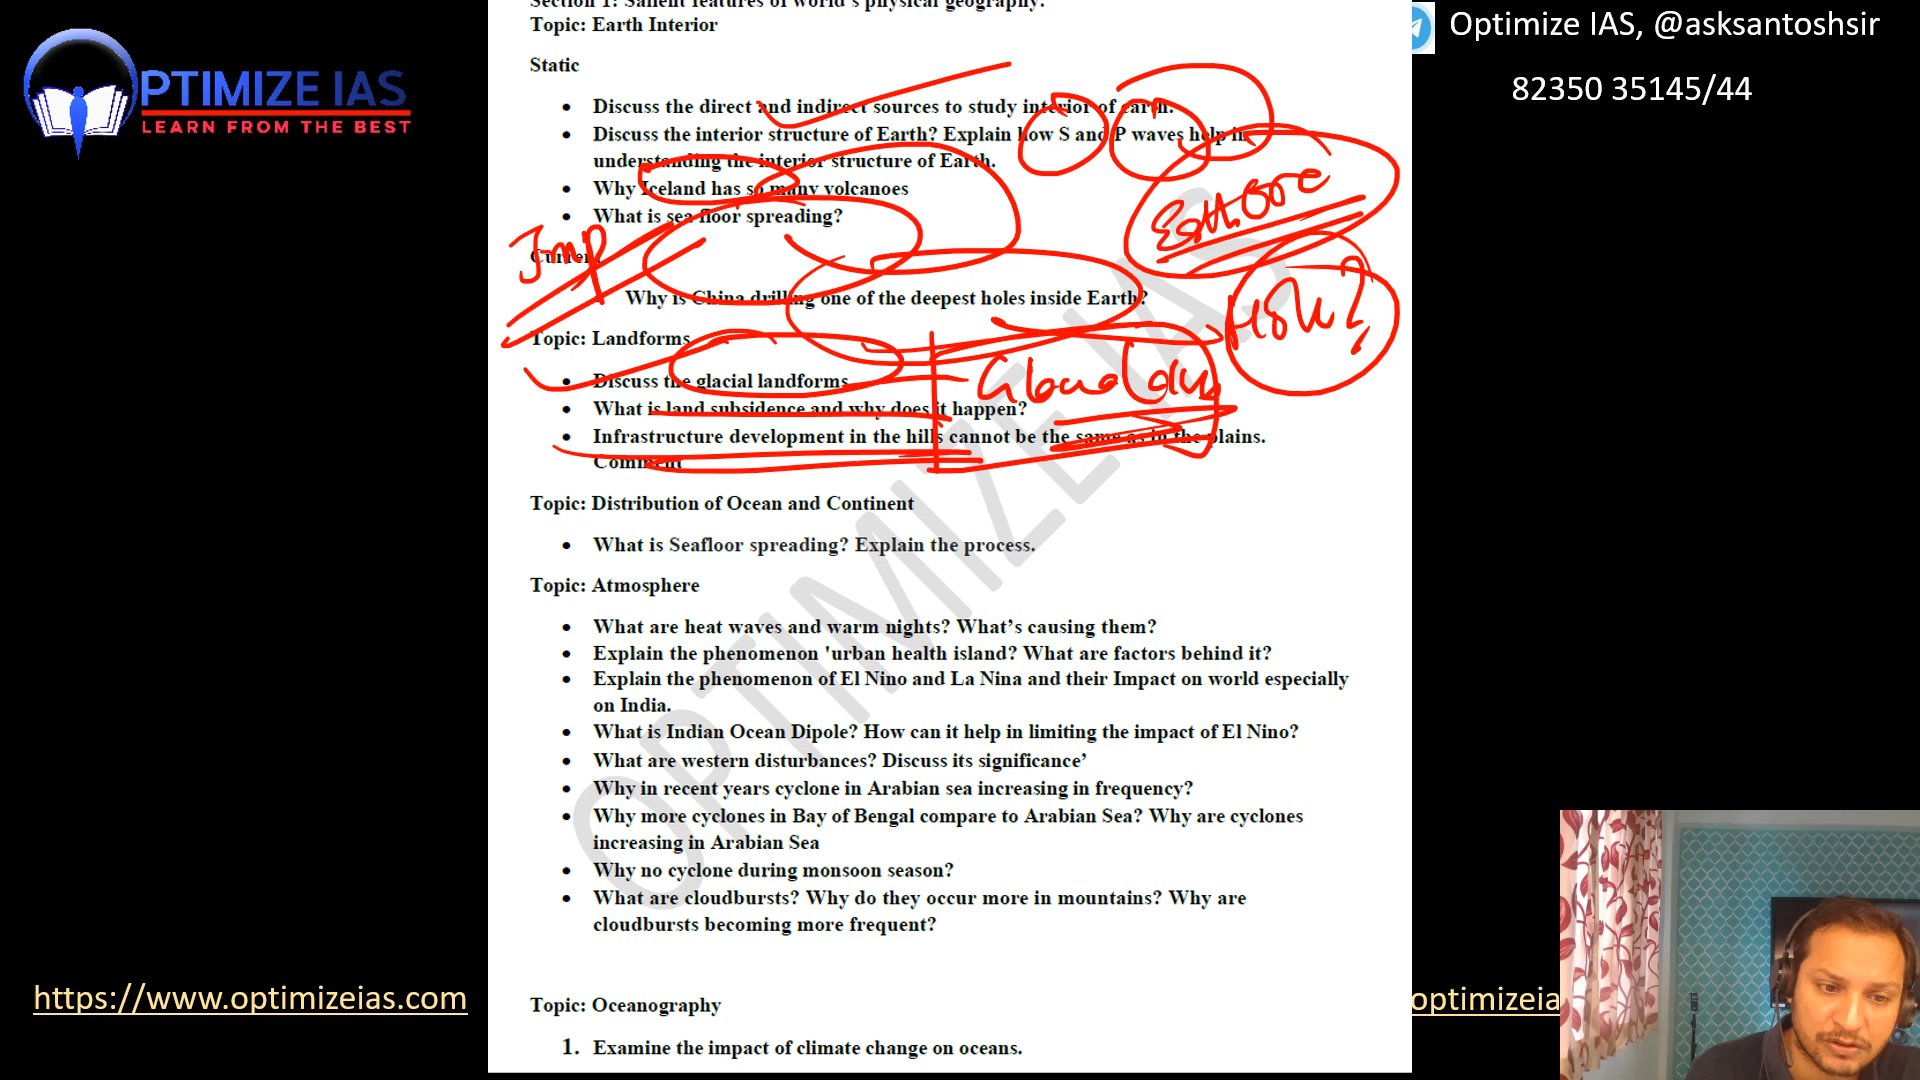 PTIMIZE IAS
LEARN FROM THE BEST
Optimize IAS, @asksantoshsir
82350 35145/44
Section 1: Salient features of world's physical geography.
Topic: Earth Interior
Static
• Discuss the direct and indirect sources to study interior of earth.
• Discuss the interior structure of Earth? Explain how S and P waves help in
understanding the interior structure of Earth.
• Why Iceland has so many volcanoes
• What is sea floor spreading?
Imp
Current
Why is China drilling one of the deepest holes inside Earth?
Topic: Landforms
• Discuss the glacial landforms
• What is land subsidence and why does it happen?
• Infrastructure development in the hills cannot be the same as in the plains.
Comment
Topic: Distribution of Ocean and Continent
• What is Seafloor spreading? Explain the process.
Topic: Atmosphere
• What are heat waves and warm nights? What’s causing them?
• Explain the phenomenon 'urban health island? What are factors behind it?
• Explain the phenomenon of El Nino and La Nina and their Impact on world especially
on India.
• What is Indian Ocean Dipole? How can it help in limiting the impact of El Nino?
• What are western disturbances? Discuss its significance’
• Why in recent years cyclone in Arabian sea increasing in frequency?
• Why more cyclones in Bay of Bengal compare to Arabian Sea? Why are cyclones
increasing in Arabian Sea
• Why no cyclone during monsoon season?
• What are cloudbursts? Why do they occur more in mountains? Why are
cloudbursts becoming more frequent?
Topic: Oceanography
1. Examine the impact of climate change on oceans.
OPTIMIZE IAS
https://www.optimizeias.com
optimizeia